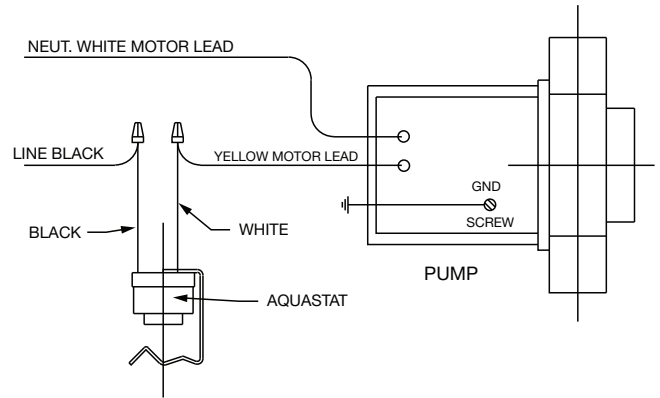 NEUT. WHITE MOTOR LEAD
LINE BLACK
YELLOW MOTOR LEAD
GND
SCREW
BLACK
WHITE
PUMP
AQUASTAT